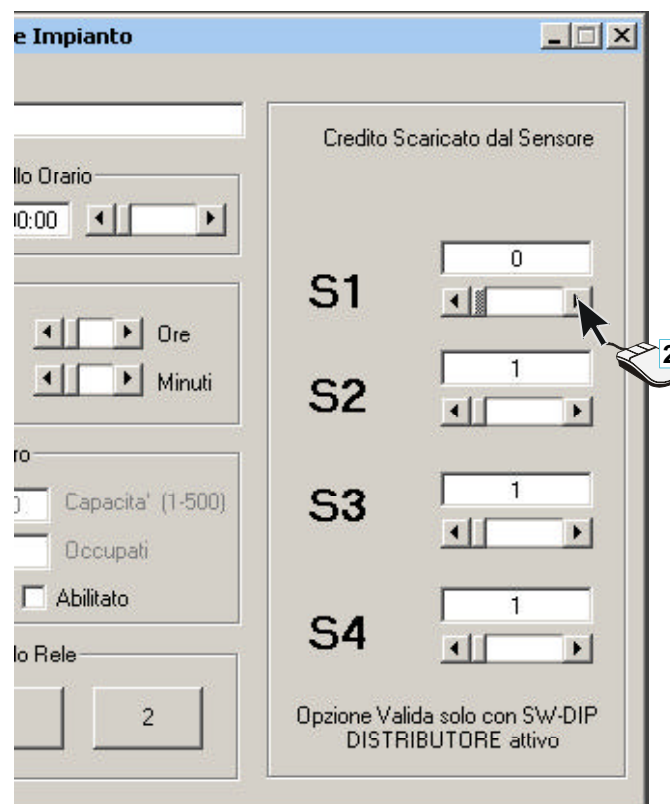 e Impianto
Credito Scaricato dal Sensore
llo Orario
00:00
S1
0
Ore
Minuti
2
S2
1
ro
Capacita' (1-500)
Occupati
Abilitato
S3
1
lo Rele
2
S4
1
Opzione Valida solo con SW-DIP
DISTRIBUTORE attivo